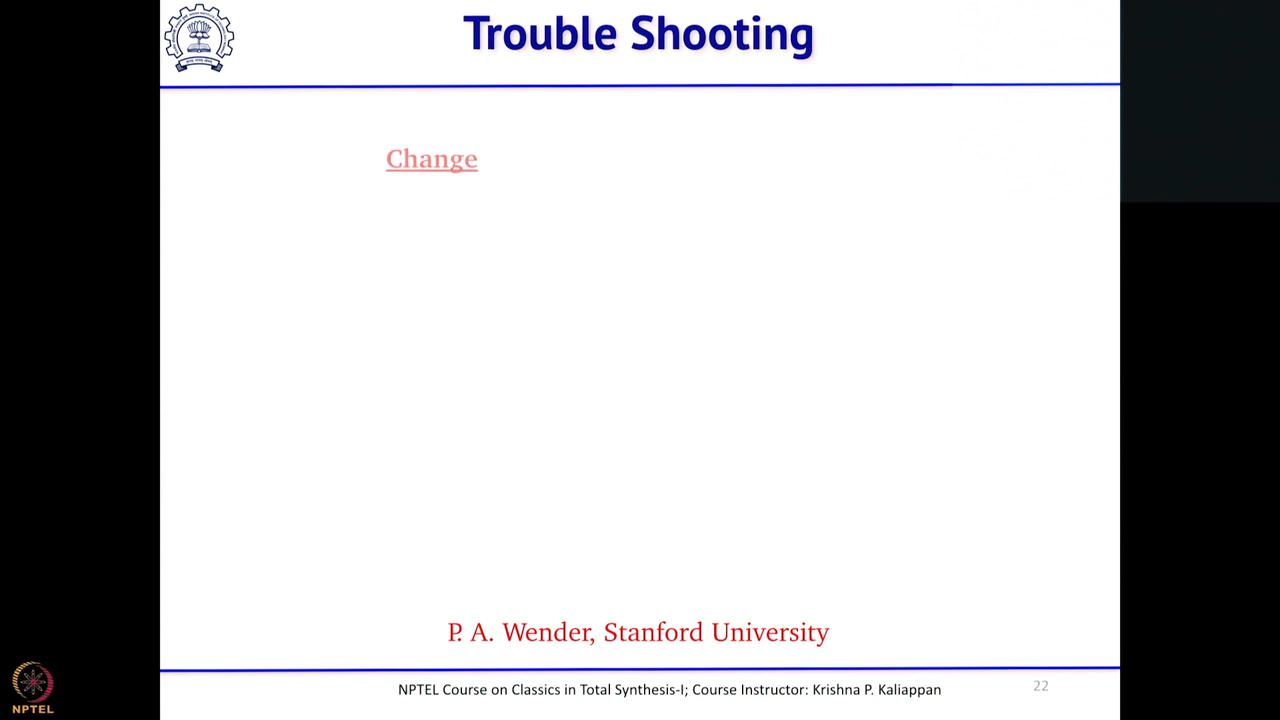 Trouble Shooting
Change
P. A. Wender, Stanford University
NPTEL Course on Classics in Total Synthesis-I; Course Instructor: Krishna P. Kaliappan
22
NPTEL